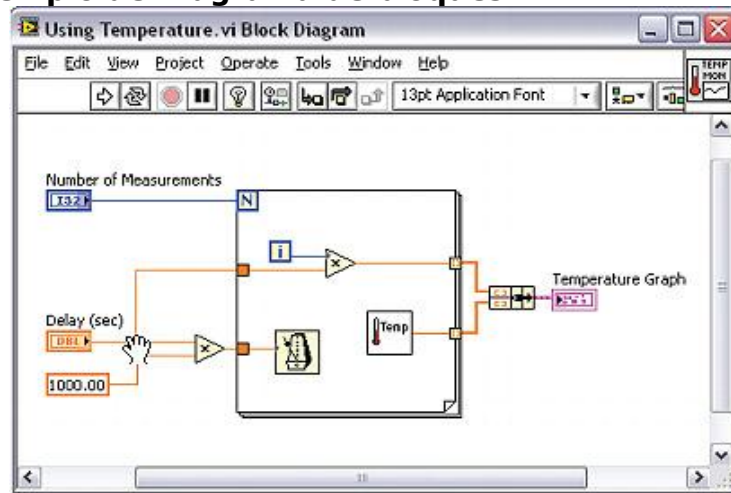 Using Temperature.vi Block Diagram
File Edit View Project Operate Tools Window Help
TEMP
MON
13pt Application Font
Number of Measurements
I32
N
i
x
Temperature Graph
Delay (sec)
DBL
x
Temp
1000.00